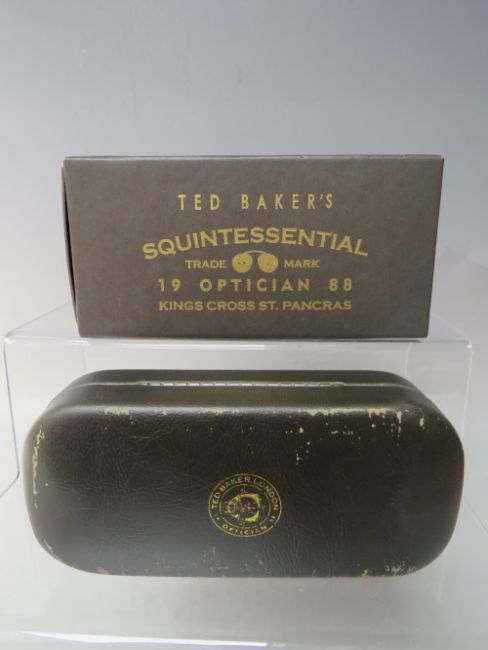 TED BAKER'S
SQUINTESSENTIAL
TRADE MARK
19 OPTICIAN 88
KINGS CROSS ST. PANCRAS
TED BAKER LONDON
OPTICIAN